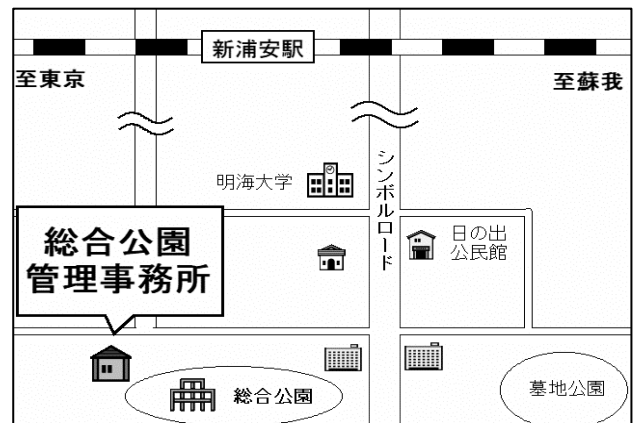 新浦安駅
至東京
至蘇我
明海大学
シンボルロード
日の出
公民館
総合公園
管理事務所
総合公園
墓地公園